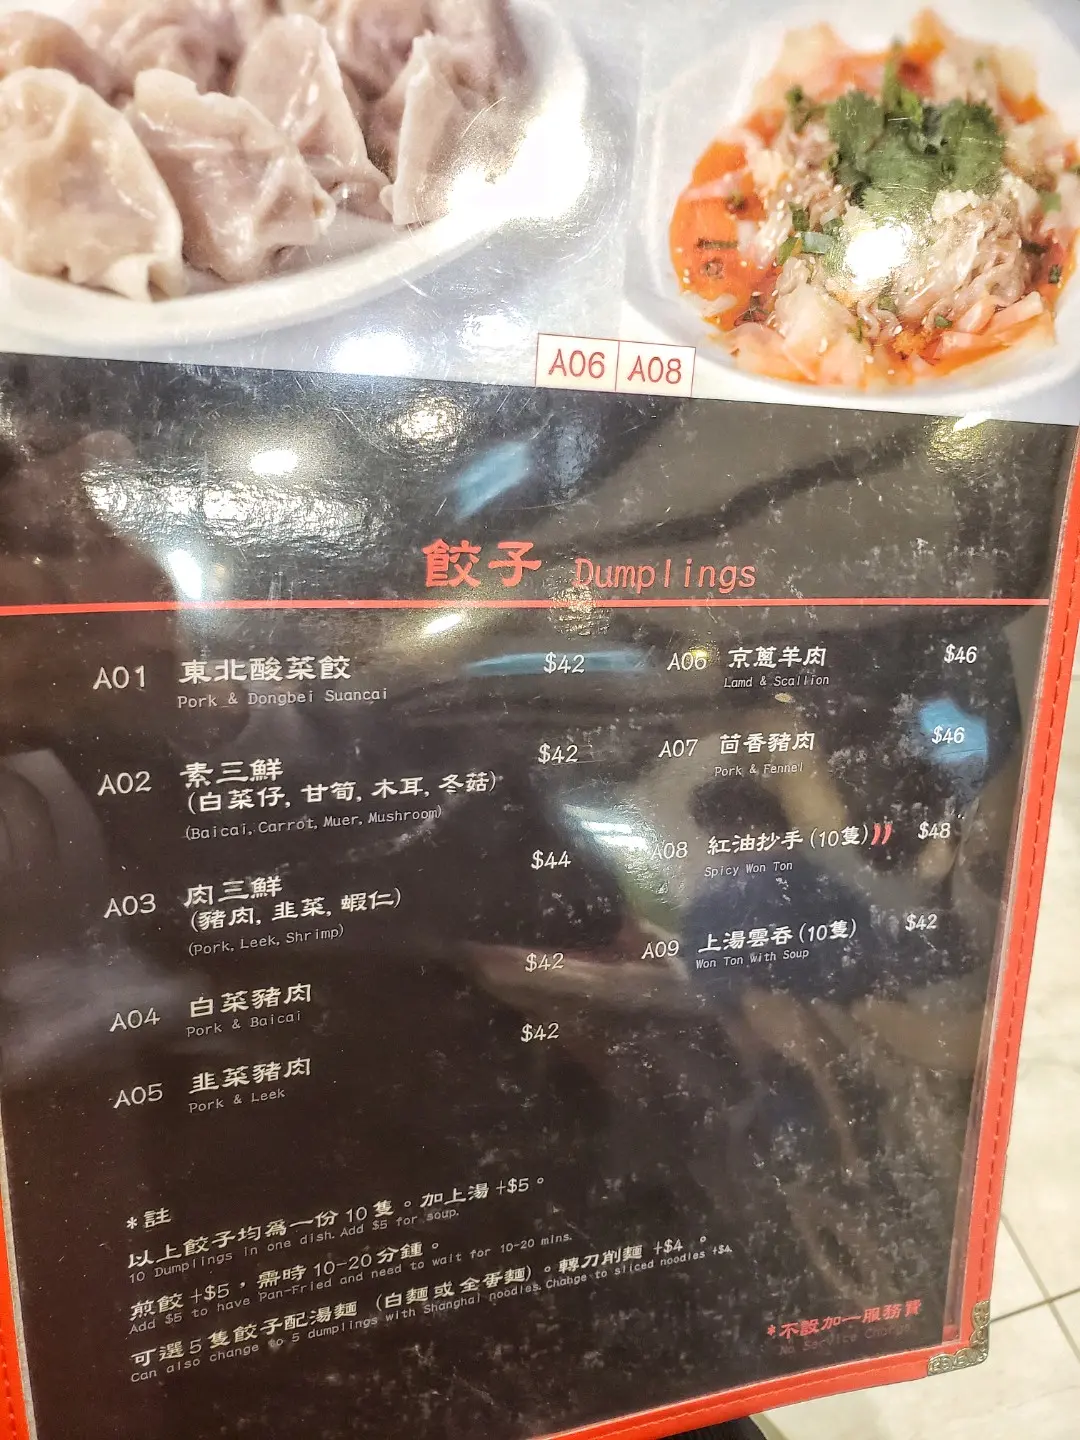 A06 A08
餃子 Dumplings
A01 東北酸菜餃 $42
Pork & Dongbei Suancai
A02 素三鮮 $42
(白菜仔, 甘筍, 木耳, 冬菇)
(Baicai, Carrot, Muer, Mushroom)
A03 肉三鮮 $44
(豬肉, 韭菜, 蝦仁)
(Pork, Leek, Shrimp)
A04 白菜豬肉 $42
Pork & Baicai
A05 韭菜豬肉 $42
Pork & Leek
A06 京蔥羊肉 $46
Lamd & Scallion
A07 茴香豬肉 $46
Pork & Fennel
A08 紅油抄手 (10隻) $48
Spicy Won Ton
A09 上湯雲吞 (10隻) $42
Won Ton with Soup
*註
以上餃子均為一份 10 隻。加上湯 +$5。
10 Dumplings in one dish. Add $5 for soup.
煎餃 +$5, 需時 10-20 分鍾。
Add $5 to have Pan-Fried and need to wait for 10-20 mins.
可選 5 隻餃子配湯麵 (白麵 或 全蛋麵)。轉刀削麵 +$4 。
Can also change to 5 dumplings with Shanghai noodles. Chabge to sliced noodles +$4.
*不設加一服務費
No Service Charge